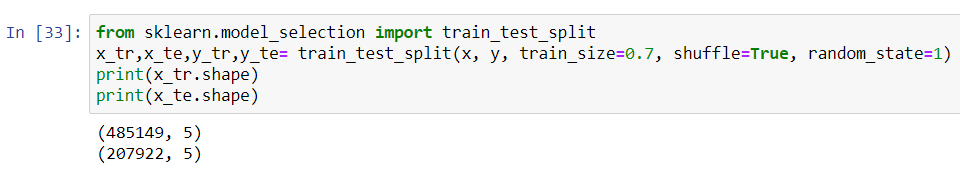 In [33]: from sklearn.model_selection import train_test_split
x_tr,x_te,y_tr,y_te= train_test_split(x, y, train_size=0.7, shuffle=True, random_state=1)
print(x_tr.shape)
print(x_te.shape)
(485149, 5)
(207922, 5)